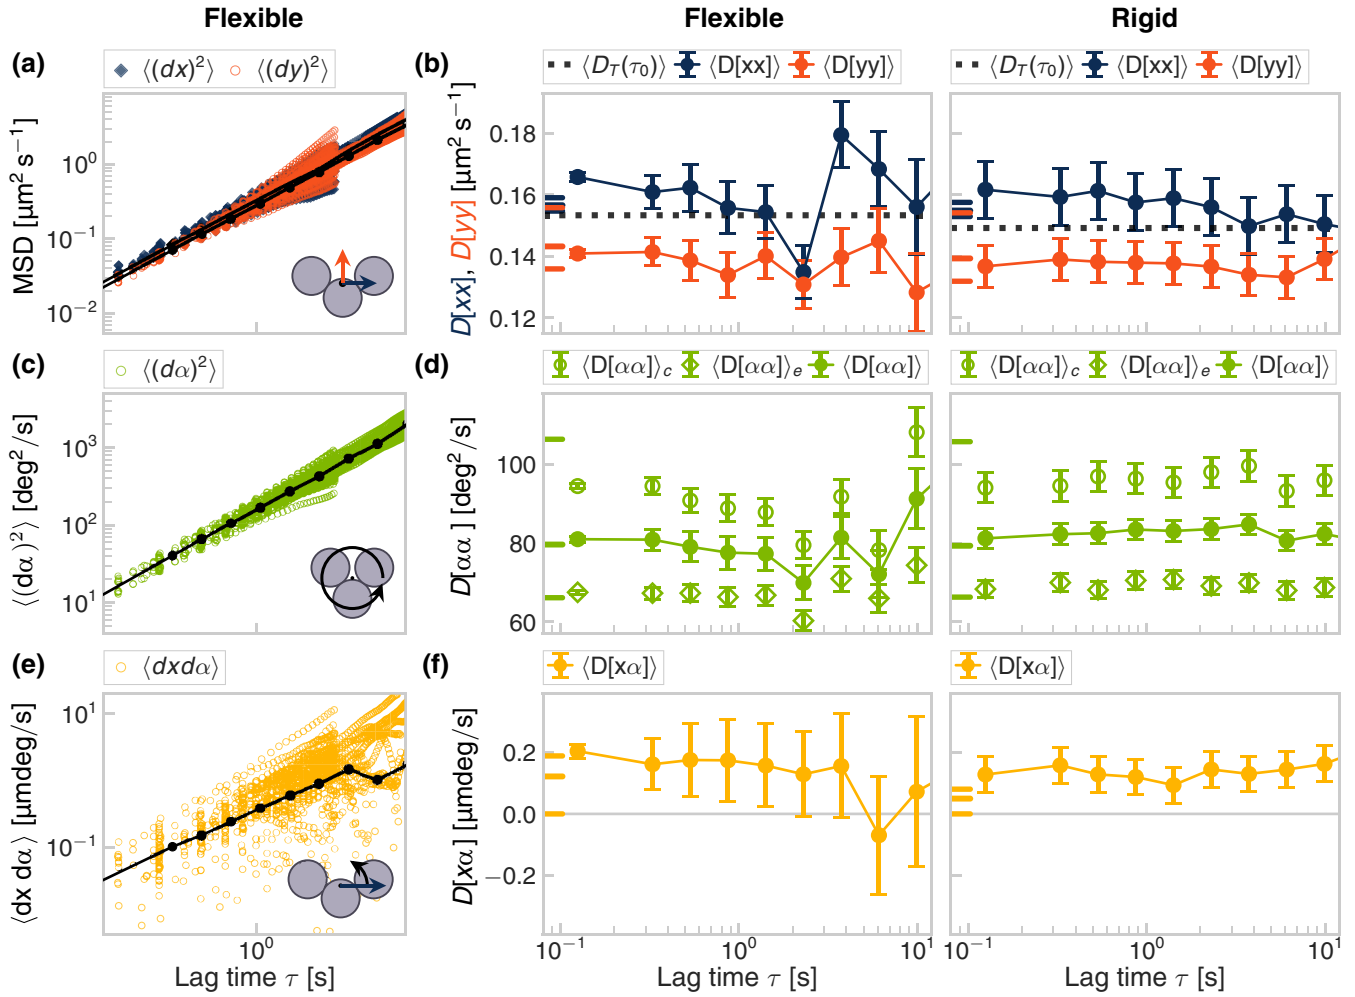 Flexible
Flexible
Rigid
(a)
⟨(dx)²⟩ ⟨(dy)²⟩
MSD [µm² s⁻¹]
10⁰
10⁻¹
10⁻²
(b)
⟨D_T(τ₀)⟩ ⟨D[xx]⟩ ⟨D[yy]⟩
D[xx], D[yy] [µm² s⁻¹]
0.18
0.16
0.14
0.12
⟨D_T(τ₀)⟩ ⟨D[xx]⟩ ⟨D[yy]⟩
(c)
⟨(dα)²⟩
⟨(dα)²⟩ [deg²/s]
10³
10²
10¹
(d)
⟨D[αα]⟩_c ⟨D[αα]⟩_e ⟨D[αα]⟩
D[αα] [deg²/s]
100
80
60
⟨D[αα]⟩_c ⟨D[αα]⟩_e ⟨D[αα]⟩
(e)
⟨dxdα⟩
⟨dx dα⟩ [µmdeg/s]
10¹
10⁻¹
10⁰
Lag time τ [s]
(f)
⟨D[xα]⟩
D[xα] [µmdeg/s]
0.2
0.0
−0.2
10⁻¹ 10⁰ 10¹
Lag time τ [s]
⟨D[xα]⟩
10⁻¹ 10⁰ 10¹
Lag time τ [s]